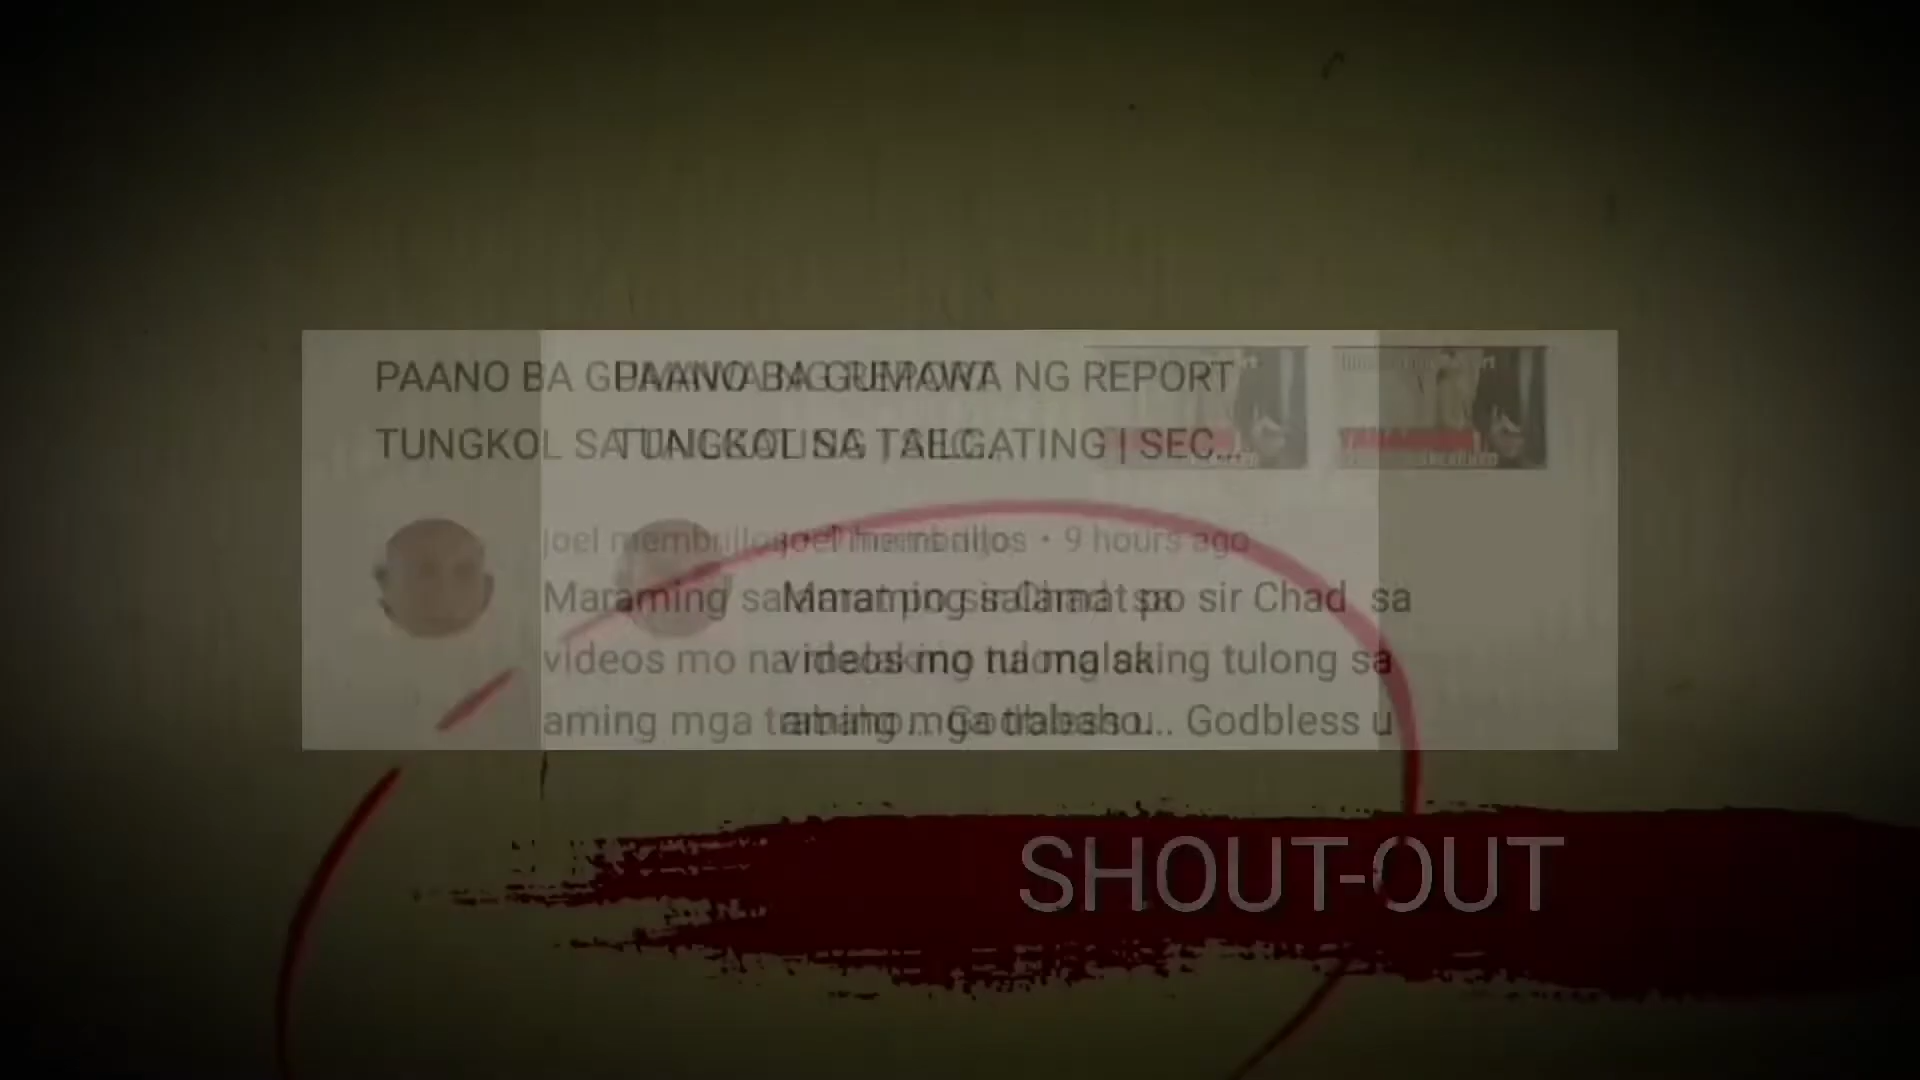 PAANO BA GUMAWA NG REPORT
TUNGKOL SA TAILGATING | SEC...
joel membrillos • 9 hours ago
Maraming salamat po sir Chad sa
videos mo na malaking tulong sa
aming mga trabaho... Godbless u
SHOUT-OUT